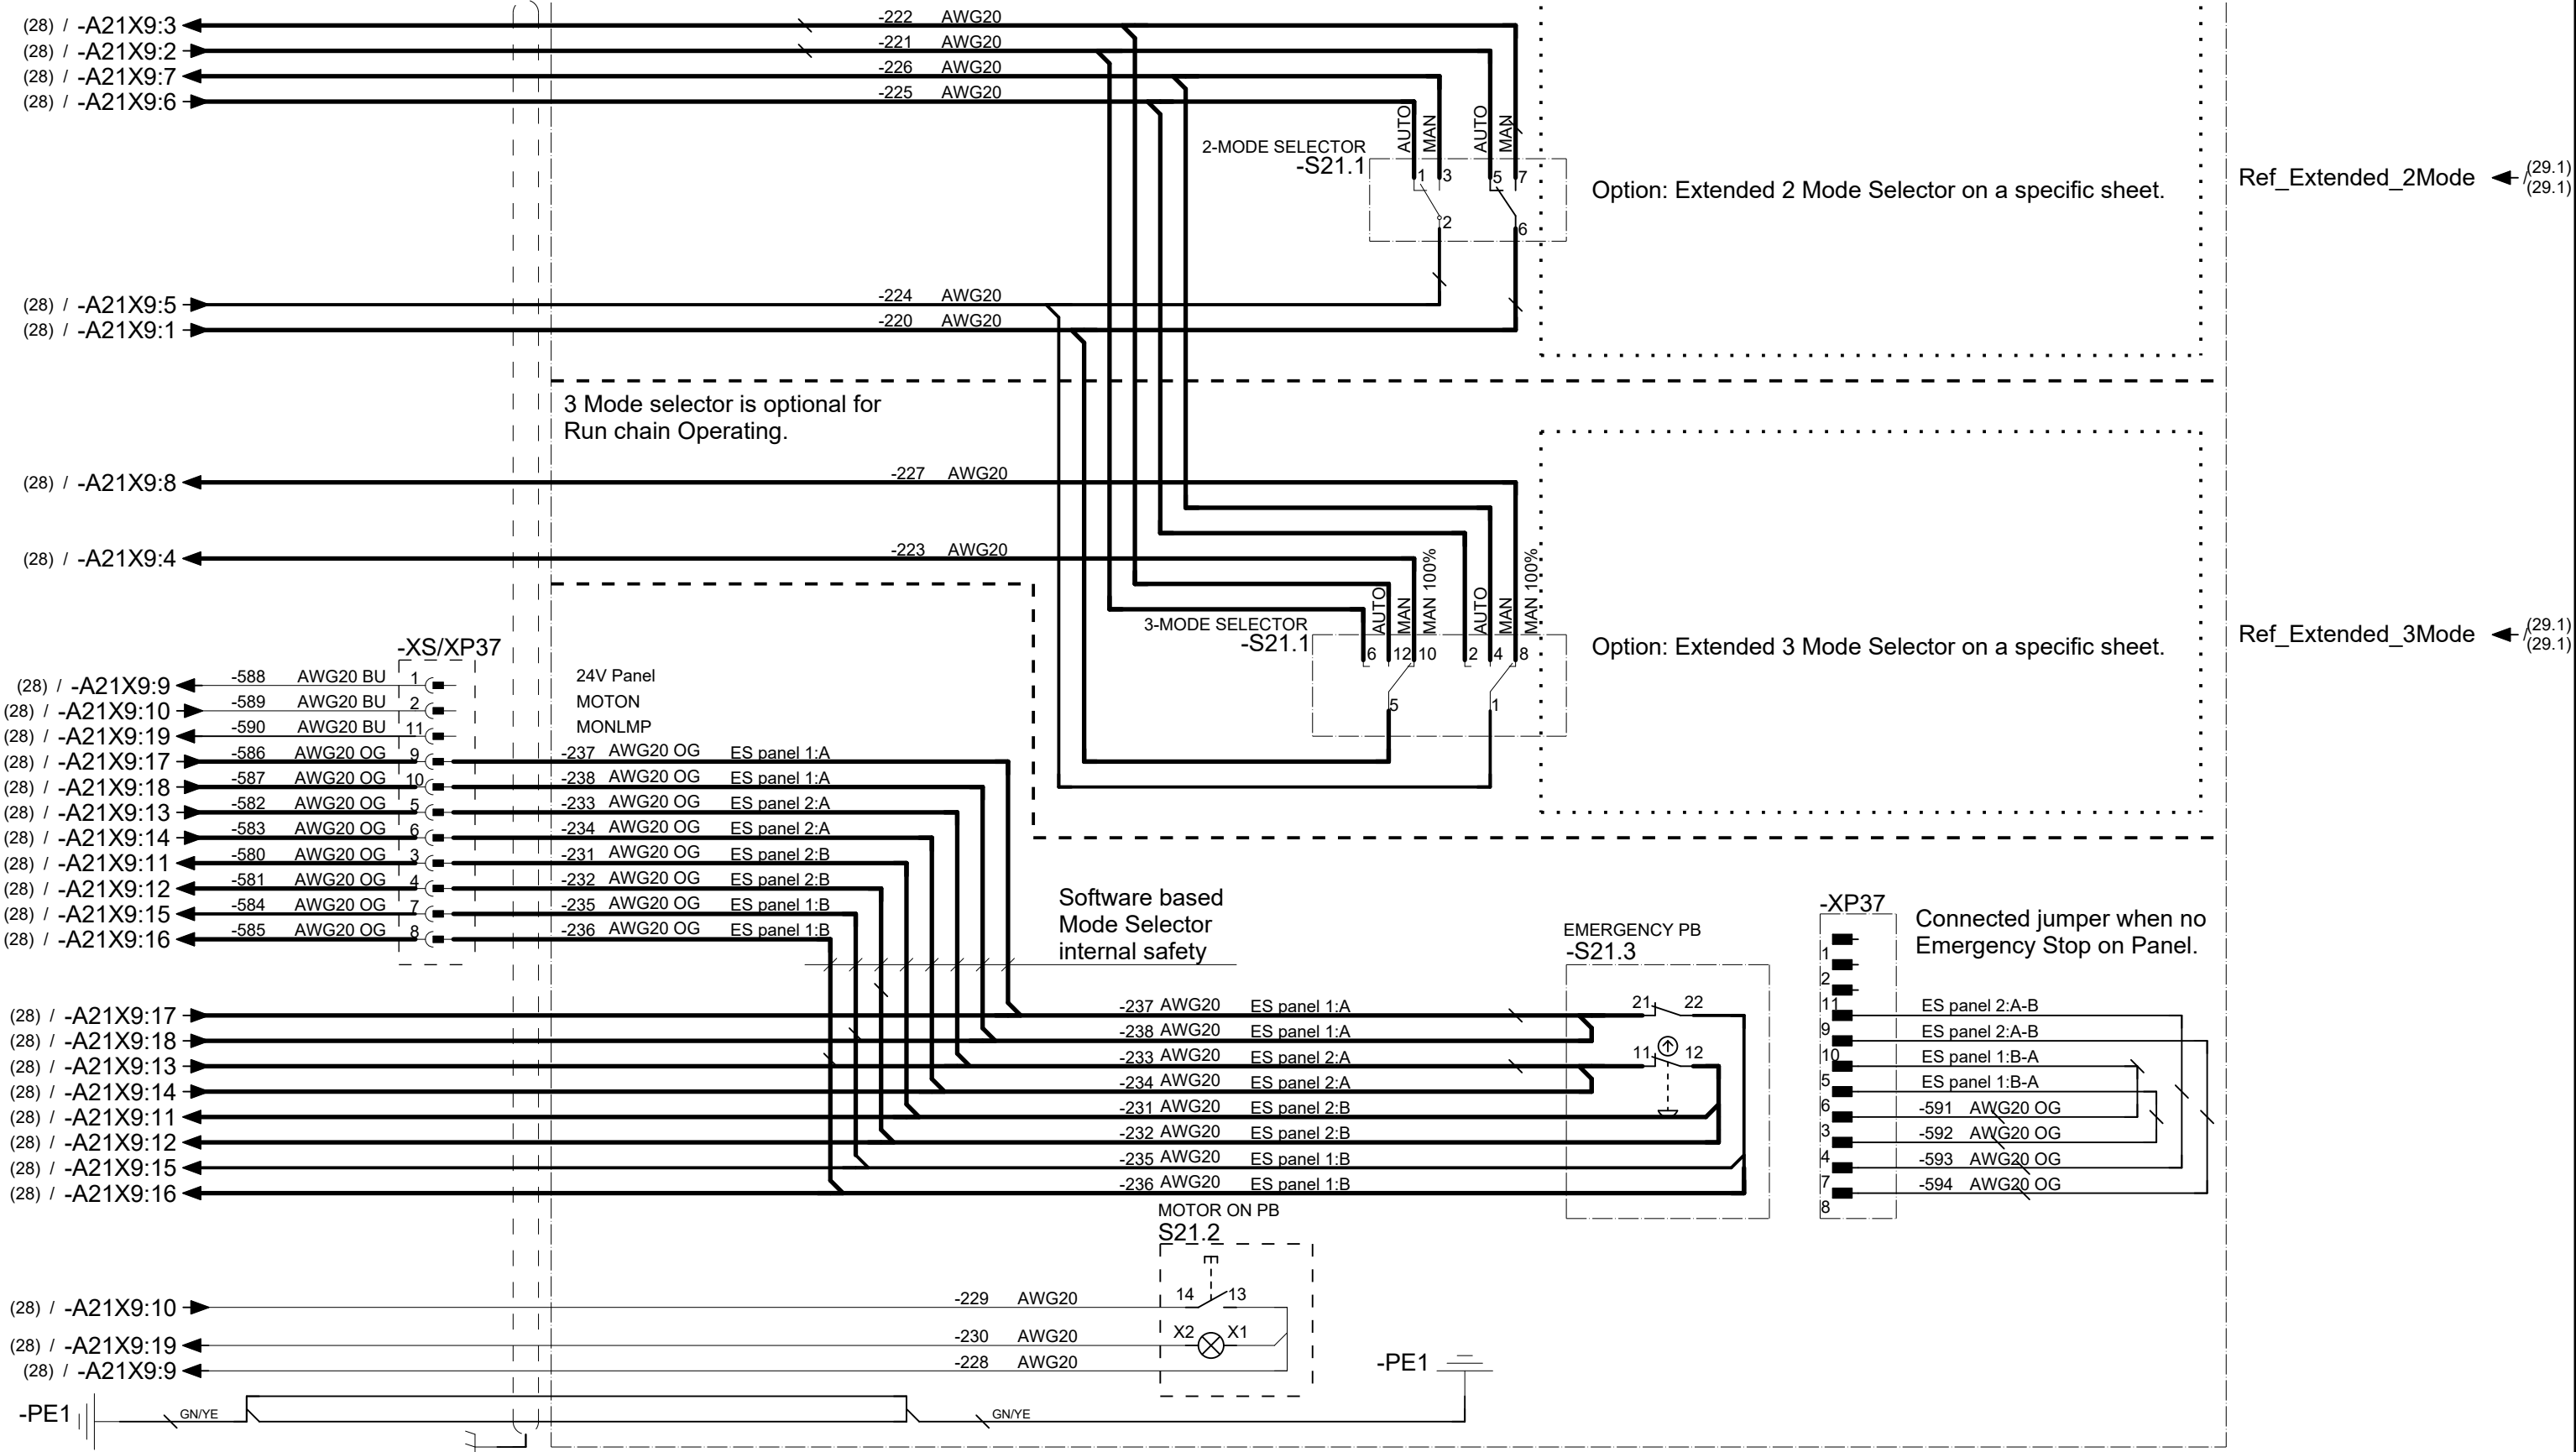 (28) / -A21X9:3 -222 AWG20
(28) / -A21X9:2 -221 AWG20
(28) / -A21X9:7 -226 AWG20
(28) / -A21X9:6 -225 AWG20
AUTO MAN AUTO MAN
2-MODE SELECTOR
-S21.1
1 3 5 7
2 6
Option: Extended 2 Mode Selector on a specific sheet.
Ref_Extended_2Mode /(29.1)
(29.1)
(28) / -A21X9:5 -224 AWG20
(28) / -A21X9:1 -220 AWG20
3 Mode selector is optional for
Run chain Operating.
(28) / -A21X9:8 -227 AWG20
(28) / -A21X9:4 -223 AWG20
AUTO MAN MAN 100% AUTO MAN MAN 100%
3-MODE SELECTOR
-S21.1
6 12 10 2 4 8
5 1
Option: Extended 3 Mode Selector on a specific sheet.
Ref_Extended_3Mode /(29.1)
(29.1)
-XS/XP37
(28) / -A21X9:9 -588 AWG20 BU 1 24V Panel
(28) / -A21X9:10 -589 AWG20 BU 2 MOTON
(28) / -A21X9:19 -590 AWG20 BU 11 MONLMP
(28) / -A21X9:17 -586 AWG20 OG 9 -237 AWG20 OG ES panel 1:A
(28) / -A21X9:18 -587 AWG20 OG 10 -238 AWG20 OG ES panel 1:A
(28) / -A21X9:13 -582 AWG20 OG 5 -233 AWG20 OG ES panel 2:A
(28) / -A21X9:14 -583 AWG20 OG 6 -234 AWG20 OG ES panel 2:A
(28) / -A21X9:11 -580 AWG20 OG 3 -231 AWG20 OG ES panel 2:B
(28) / -A21X9:12 -581 AWG20 OG 4 -232 AWG20 OG ES panel 2:B
(28) / -A21X9:15 -584 AWG20 OG 7 -235 AWG20 OG ES panel 1:B
(28) / -A21X9:16 -585 AWG20 OG 8 -236 AWG20 OG ES panel 1:B
Software based
Mode Selector
internal safety
EMERGENCY PB
-S21.3
21 22
11 12
(28) / -A21X9:17 -237 AWG20 ES panel 1:A
(28) / -A21X9:18 -238 AWG20 ES panel 1:A
(28) / -A21X9:13 -233 AWG20 ES panel 2:A
(28) / -A21X9:14 -234 AWG20 ES panel 2:A
(28) / -A21X9:11 -231 AWG20 ES panel 2:B
(28) / -A21X9:12 -232 AWG20 ES panel 2:B
(28) / -A21X9:15 -235 AWG20 ES panel 1:B
(28) / -A21X9:16 -236 AWG20 ES panel 1:B
-XP37
Connected jumper when no
Emergency Stop on Panel.
1
2
11 ES panel 2:A-B
9 ES panel 2:A-B
10 ES panel 1:B-A
5 ES panel 1:B-A
6 -591 AWG20 OG
3 -592 AWG20 OG
4 -593 AWG20 OG
7 -594 AWG20 OG
8
MOTOR ON PB
S21.2
14 13
X2 X1
(28) / -A21X9:10 -229 AWG20
(28) / -A21X9:19 -230 AWG20
(28) / -A21X9:9 -228 AWG20
-PE1
-PE1 GN/YE GN/YE